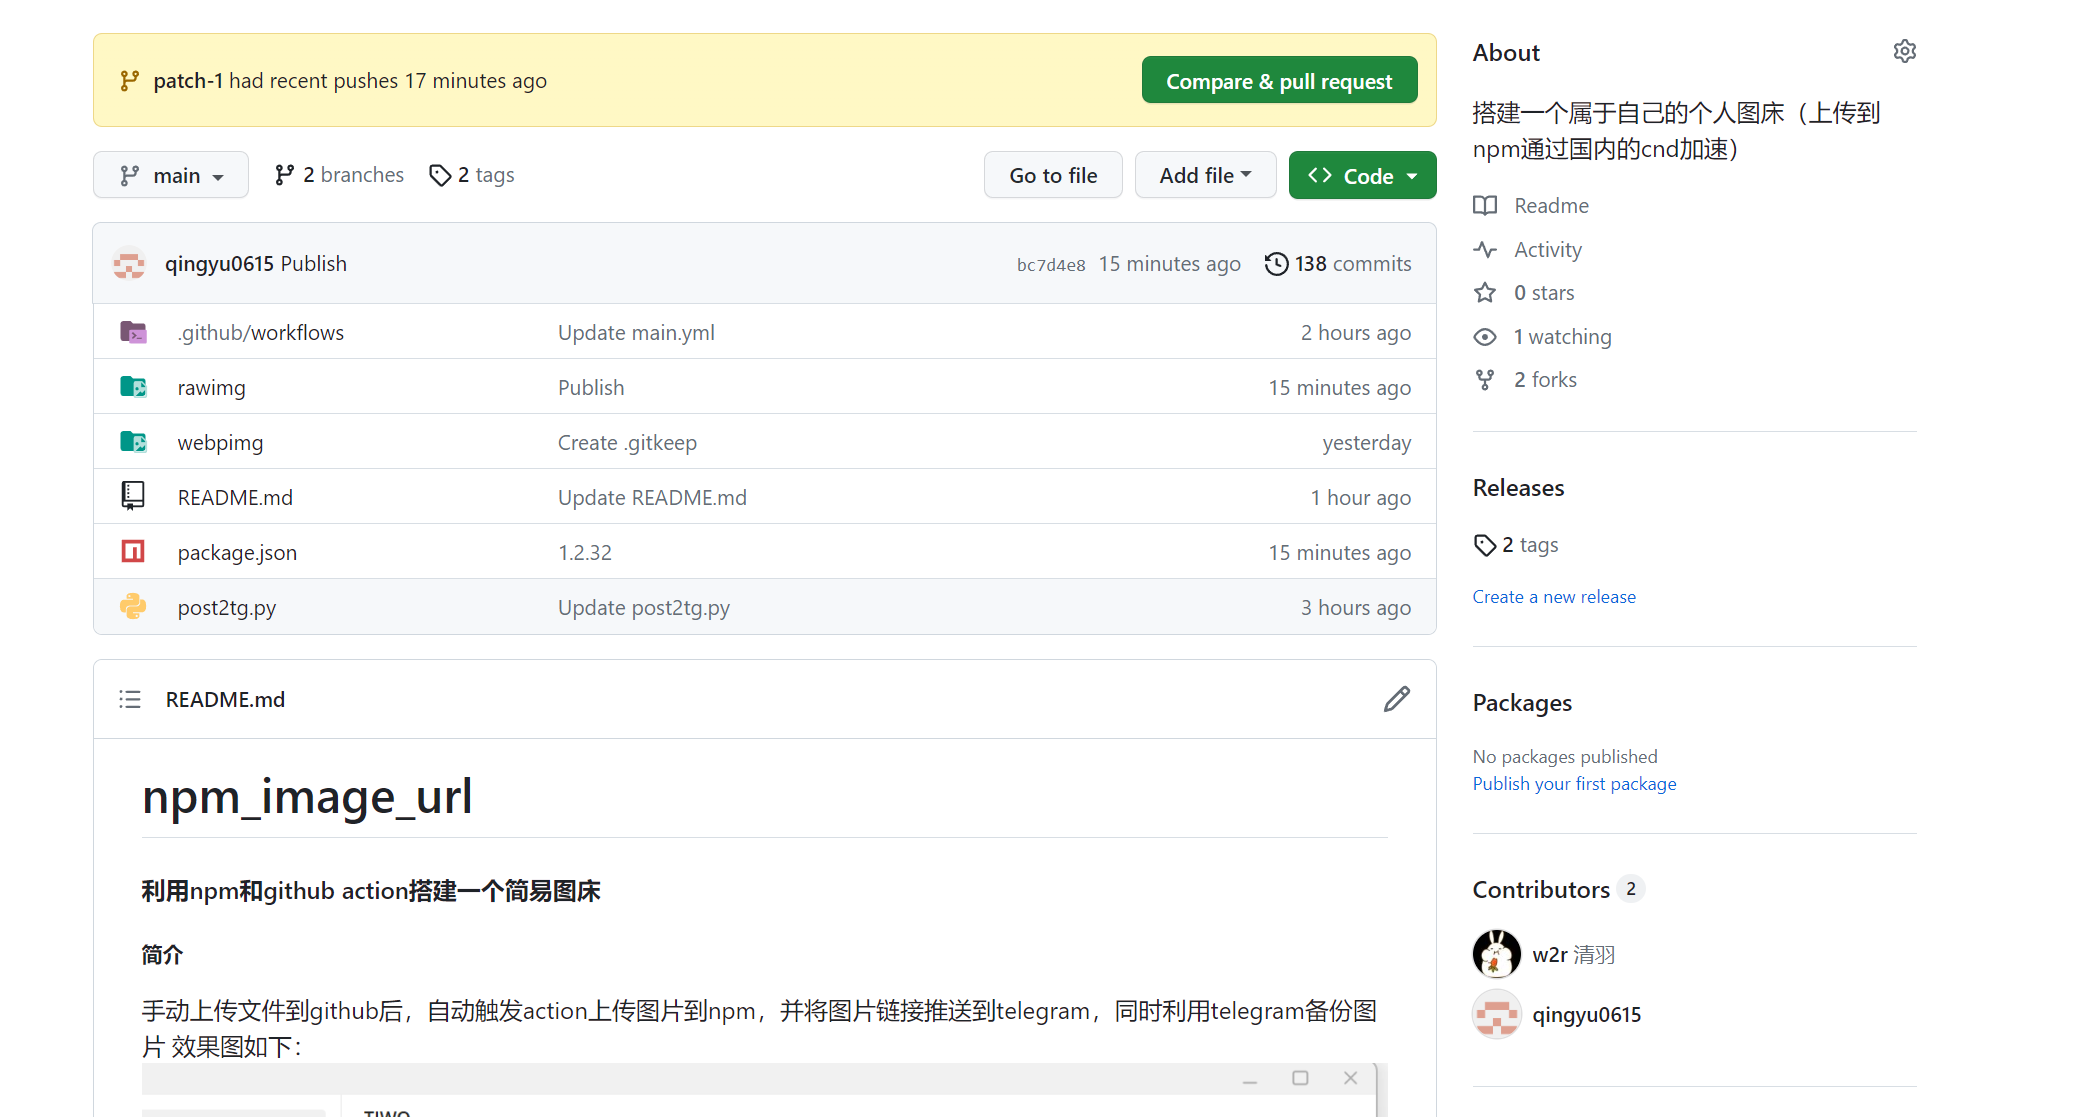 patch-1 had recent pushes 17 minutes ago
Compare & pull request
main
2 branches
2 tags
Go to file
Add file
Code
qingyu0615 Publish
bc7d4e8 15 minutes ago
138 commits
.github/workflows
Update main.yml
2 hours ago
rawimg
Publish
15 minutes ago
webpimg
Create .gitkeep
yesterday
README.md
Update README.md
1 hour ago
package.json
1.2.32
15 minutes ago
post2tg.py
Update post2tg.py
3 hours ago
README.md
npm_image_url
利用npm和github action搭建一个简易图床
简介
手动上传文件到github后，自动触发action上传图片到npm，并将图片链接推送到telegram，同时利用telegram备份图
片 效果图如下：
About
搭建一个属于自己的个人图床（上传到
npm通过国内的cnd加速）
Readme
Activity
0 stars
1 watching
2 forks
Releases
2 tags
Create a new release
Packages
No packages published
Publish your first package
Contributors 2
w2r 清羽
qingyu0615